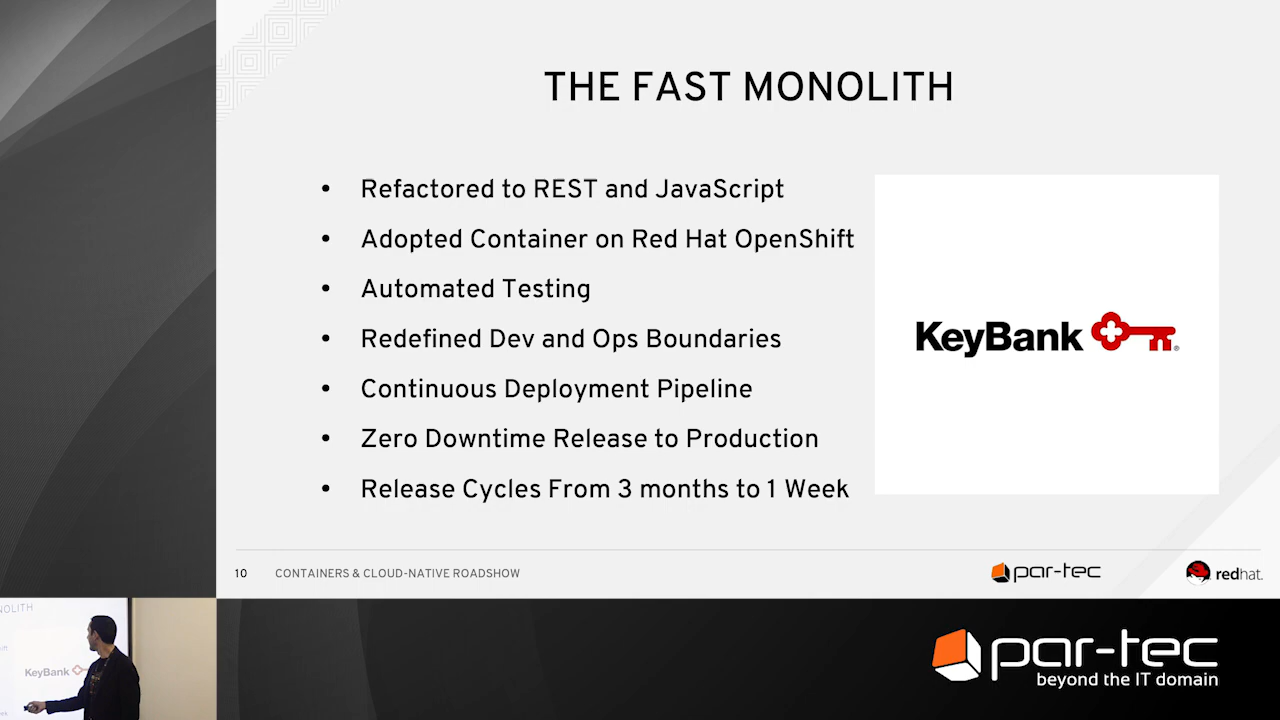 THE FAST MONOLITH
• Refactored to REST and JavaScript
• Adopted Container on Red Hat OpenShift
• Automated Testing
• Redefined Dev and Ops Boundaries
• Continuous Deployment Pipeline
• Zero Downtime Release to Production
• Release Cycles From 3 months to 1 Week
KeyBank
10 CONTAINERS & CLOUD-NATIVE ROADSHOW
par-tec
redhat.
NOLITH
KeyBank
par-tec
beyond the IT domain